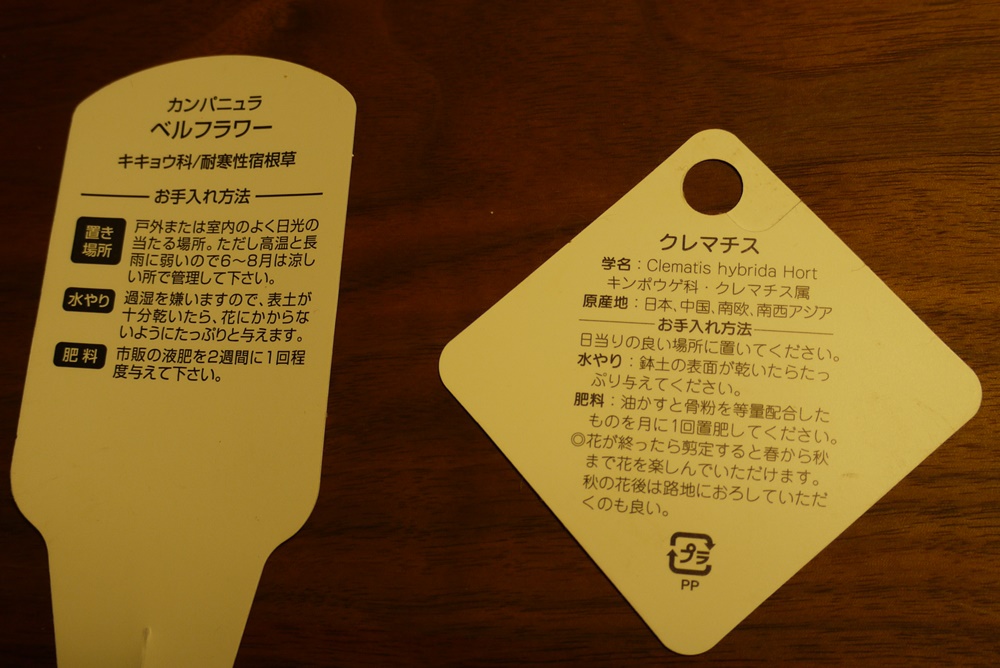 カンパニュラ
ベルフラワー
キキョウ科/耐寒性宿根草
お手入れ方法
置き場所
戸外または室内のよく日光の
当たる場所。ただし高温と長
雨に弱いので6〜8月は涼し
い所で管理して下さい。
水やり
過湿を嫌いますので、表土が
十分乾いたら、花にかからな
いようにたっぷりと与えます。
肥料
市販の液肥を2週間に1回程
度与えて下さい。
クレマチス
学名：Clematis hybrida Hort
キンポウゲ科・クレマチス属
原産地：日本、中国、南欧、南西アジア
お手入れ方法
日当りの良い場所に置いてください。
水やり：鉢土の表面が乾いたらたっ
ぷり与えてください。
肥料：油かすと骨粉を等量配合した
ものを月に1回置肥してください。
◎花が終ったら剪定すると春から秋
まで花を楽しんでいただけます。
秋の花後は路地におろしていただ
くのも良い。
プラ
PP